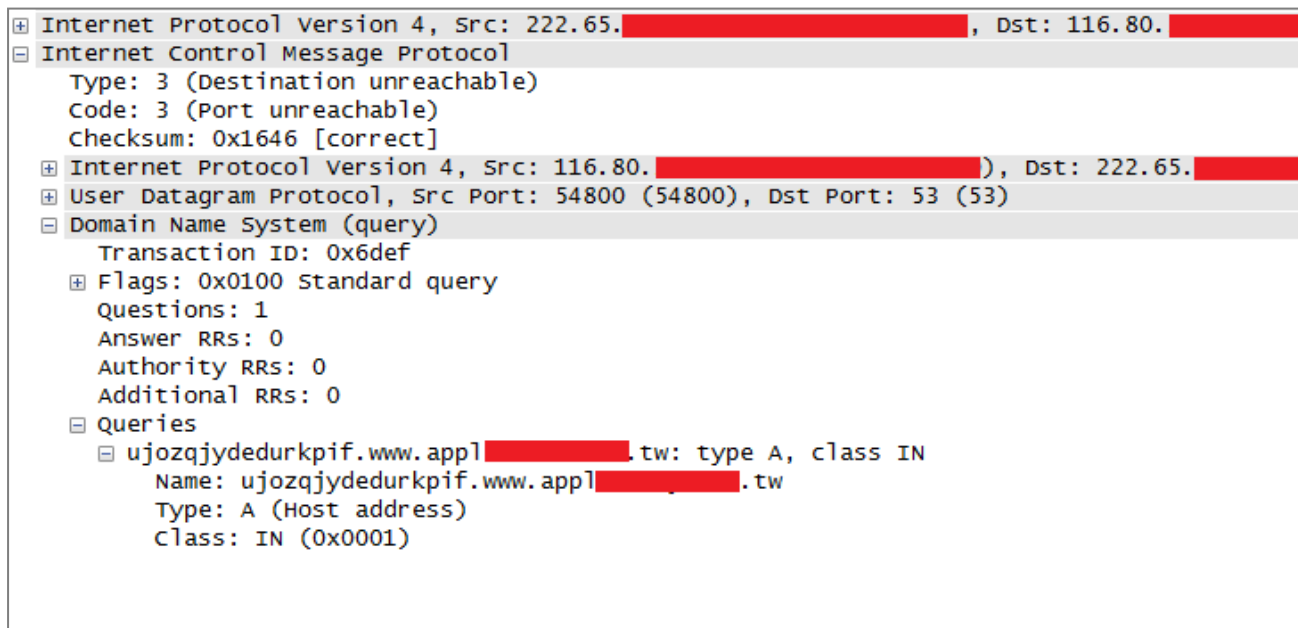 Internet Protocol Version 4, Src: 222.65. , Dst: 116.80.
Internet Control Message Protocol
Type: 3 (Destination unreachable)
Code: 3 (Port unreachable)
Checksum: 0x1646 [correct]
Internet Protocol Version 4, Src: 116.80. ), Dst: 222.65.
User Datagram Protocol, Src Port: 54800 (54800), Dst Port: 53 (53)
Domain Name System (query)
Transaction ID: 0x6def
Flags: 0x0100 Standard query
Questions: 1
Answer RRs: 0
Authority RRs: 0
Additional RRs: 0
Queries
ujozqjydedurkpif.www.appl .tw: type A, class IN
Name: ujozqjydedurkpif.www.appl .tw
Type: A (Host address)
Class: IN (0x0001)